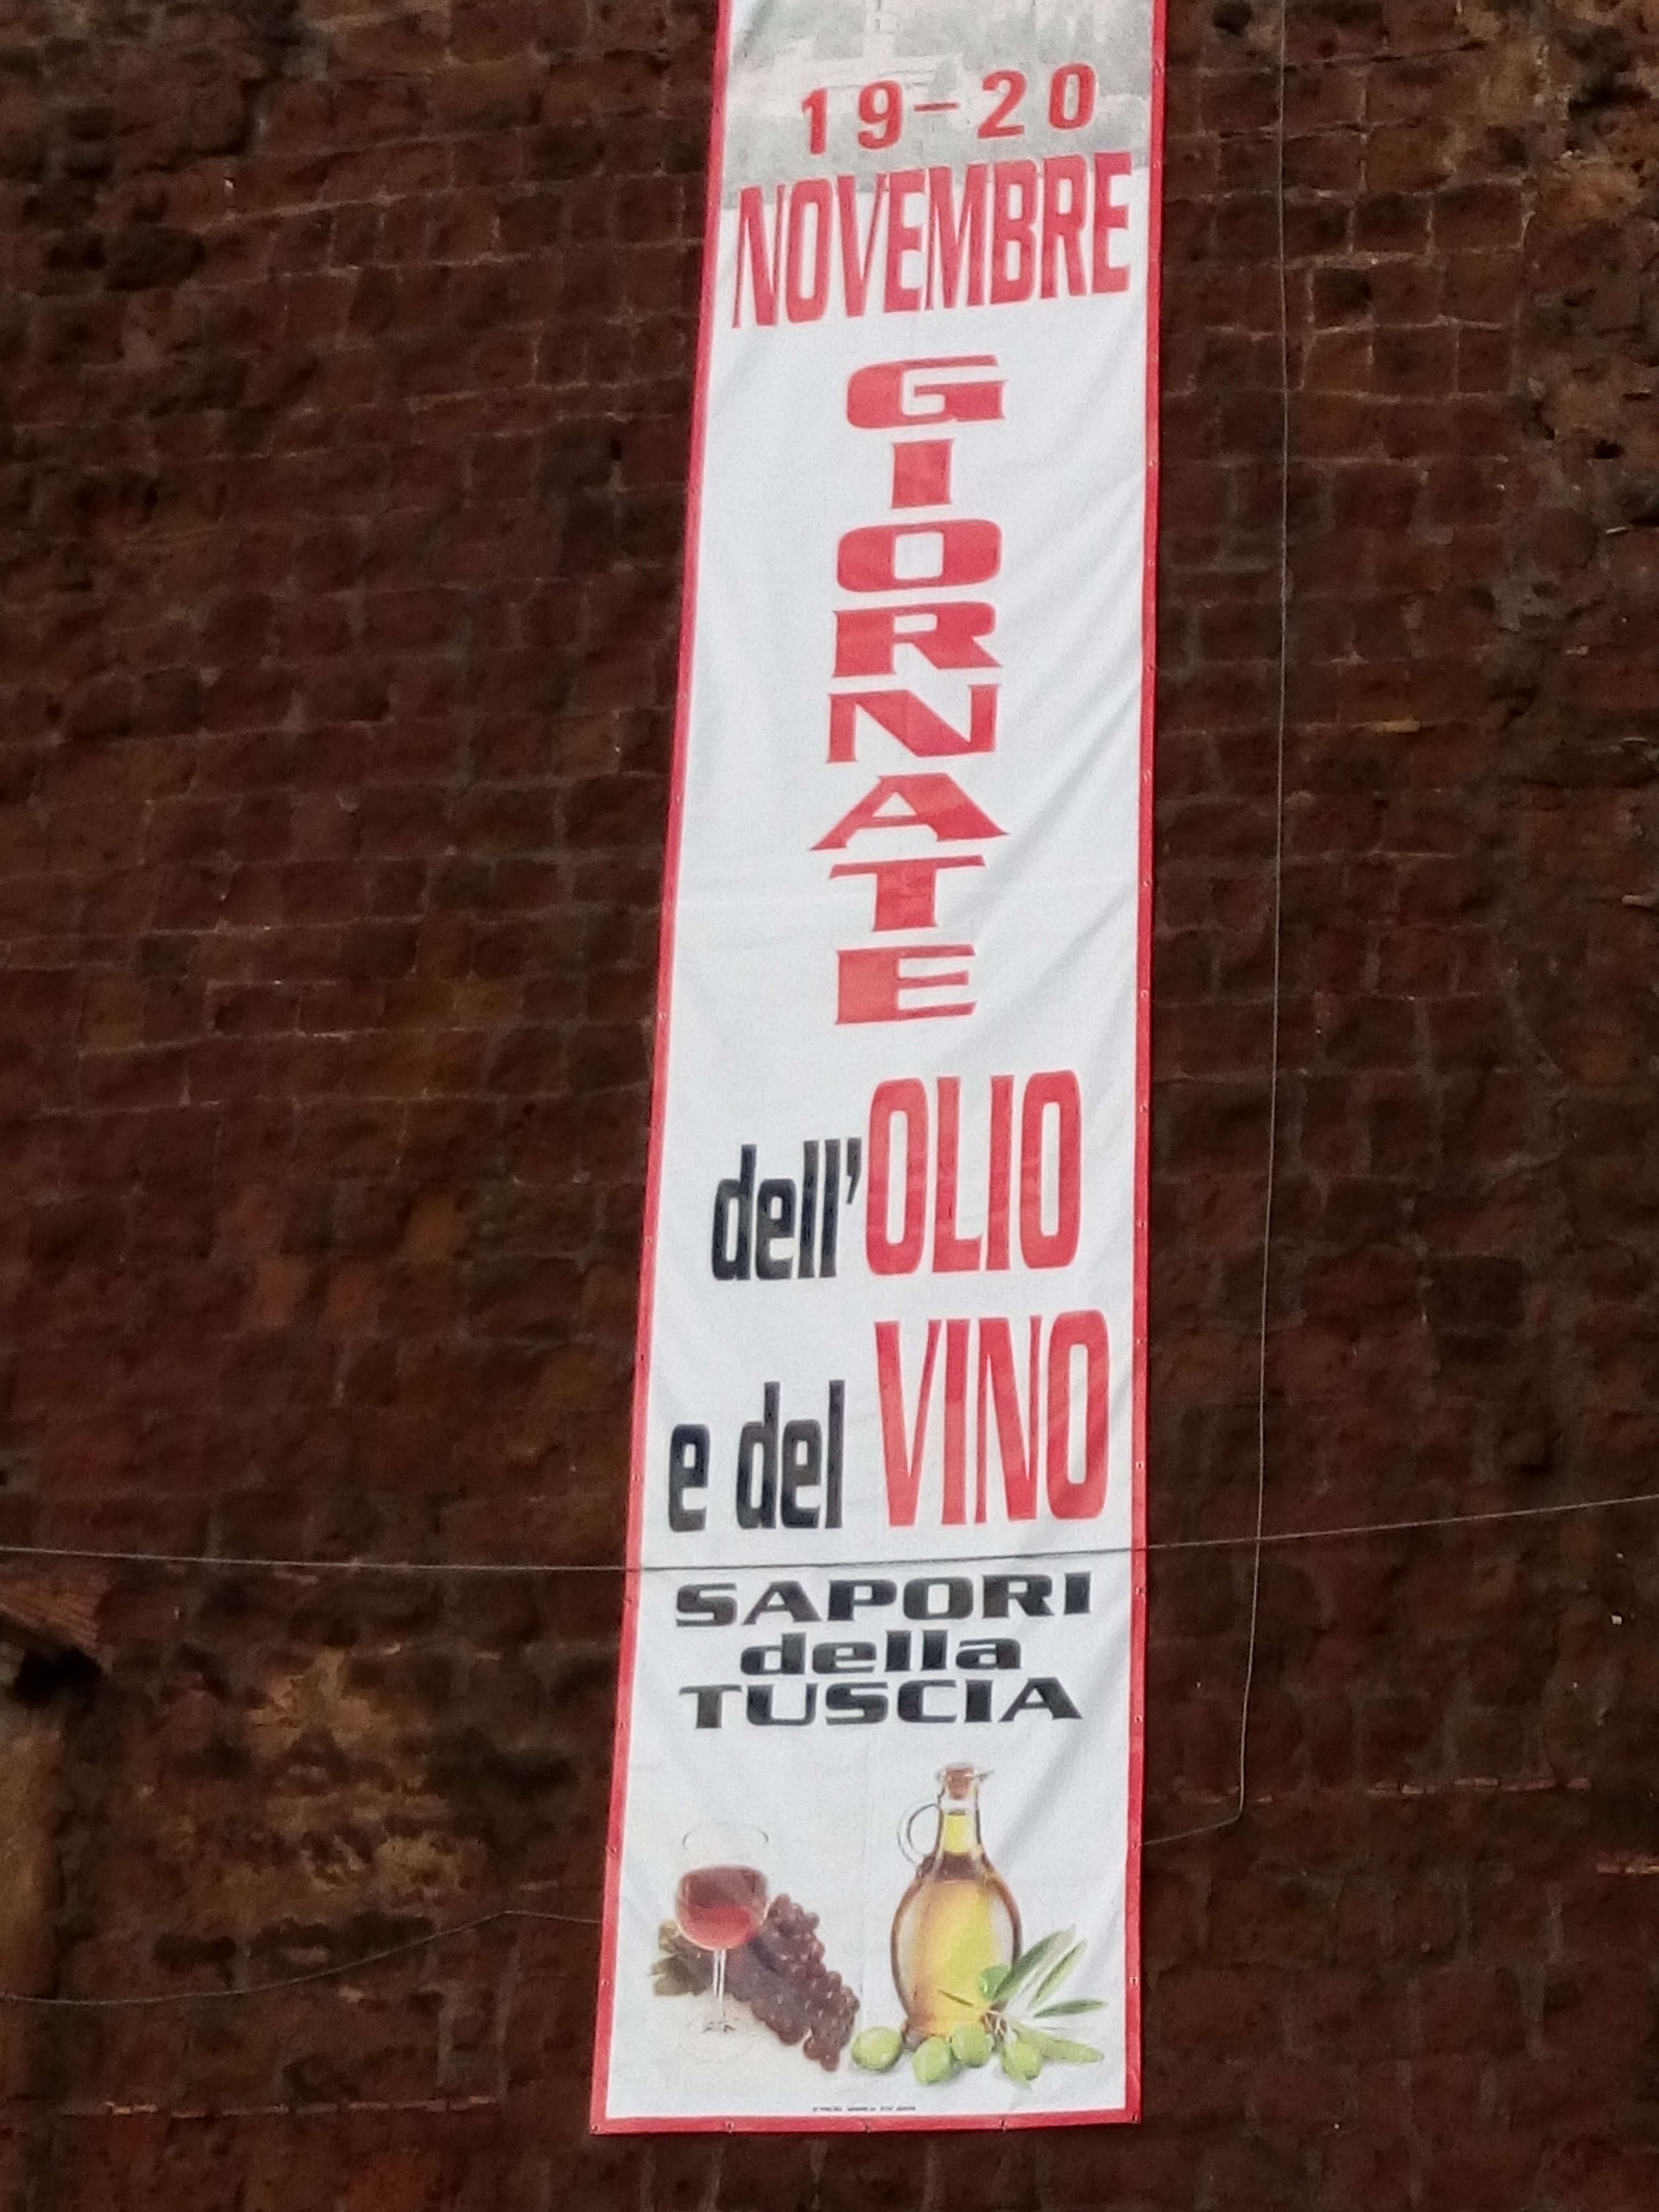 19-20
NOVEMBRE
GIORNATE
dell'OLIO
e del VINO
SAPORI
della
TUSCIA